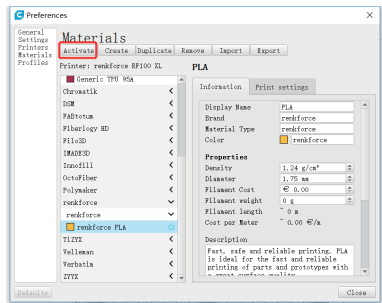 Preferences
General
Settings
Printers
Materials
Profiles
Materials
Activate Create Duplicate Remove Import Export
Printer: renkforce RF100 XL
PLA
Generic TPU 95A
Chromatik
DSM
FABtotum
Fiberlogy HD
Filo3D
IMADE3D
Innofill
OctoFiber
Polymaker
renkforce
renkforce
renkforce PLA
TiZYX
Velleman
Verbatim
ZYYX
Information Print settings
Display Name PLA
Brand renkforce
Material Type renkforce
Color renkforce
Properties
Density 1.24 g/cm³
Diameter 1.75 mm
Filament Cost € 0.00
Filament weight 0 g
Filament length ~ 0 m
Cost per Meter ~ 0.00 €/m
Description
Fast, safe and reliable printing. PLA
is ideal for the fast and reliable
printing of parts and prototypes with
a great surface quality
Defaults
Close